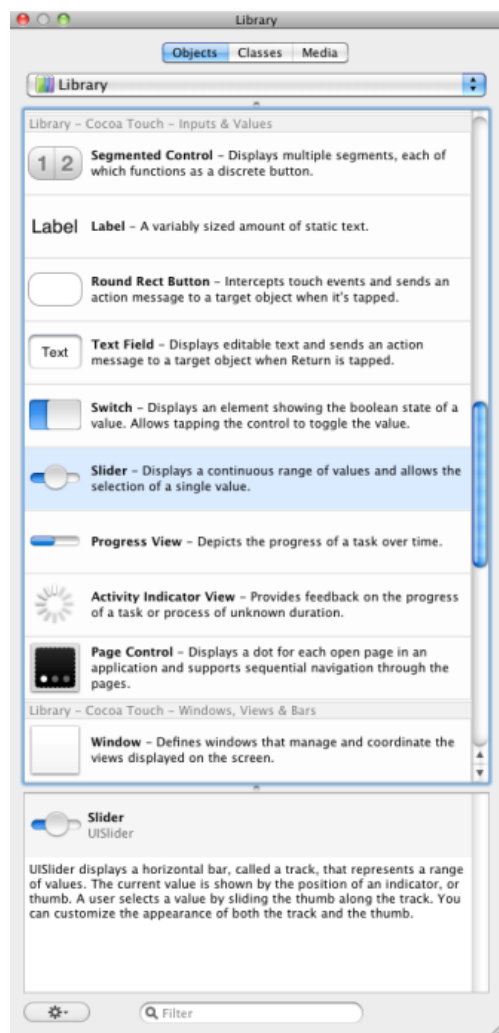 Library
Objects Classes Media
Library
Library – Cocoa Touch – Inputs & Values
1 2
Segmented Control – Displays multiple segments, each of
which functions as a discrete button.
Label
Label – A variably sized amount of static text.
Round Rect Button – Intercepts touch events and sends an
action message to a target object when it's tapped.
Text
Text Field – Displays editable text and sends an action
message to a target object when Return is tapped.
Switch – Displays an element showing the boolean state of a
value. Allows tapping the control to toggle the value.
Slider – Displays a continuous range of values and allows the
selection of a single value.
Progress View – Depicts the progress of a task over time.
Activity Indicator View – Provides feedback on the progress
of a task or process of unknown duration.
Page Control – Displays a dot for each open page in an
application and supports sequential navigation through the
pages.
Library – Cocoa Touch – Windows, Views & Bars
Window – Defines windows that manage and coordinate the
views displayed on the screen.
Slider
UISlider
UISlider displays a horizontal bar, called a track, that represents a range
of values. The current value is shown by the position of an indicator, or
thumb. A user selects a value by sliding the thumb along the track. You
can customize the appearance of both the track and the thumb.
Filter